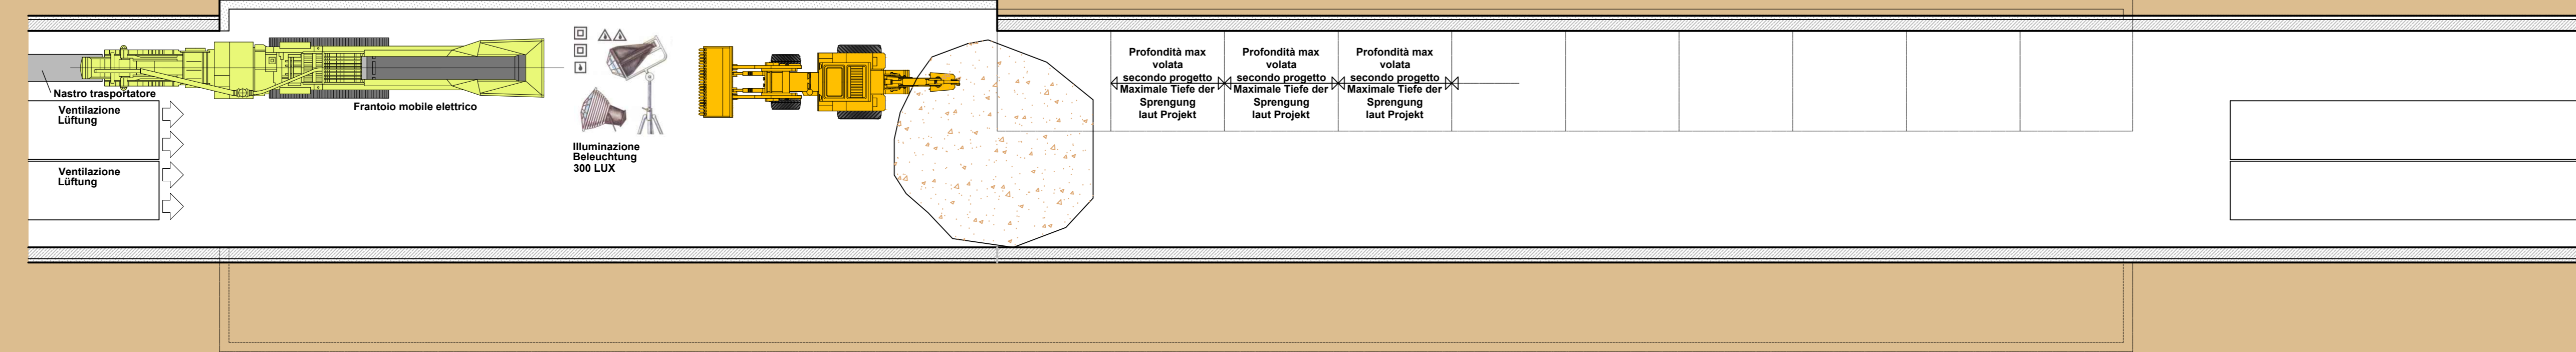 Nastro trasportatore
Ventilazione
Lüftung
Ventilazione
Lüftung
Frantoio mobile elettrico
Illuminazione
Beleuchtung
300 LUX
Profondità max
volata
secondo progetto
Maximale Tiefe der
Sprengung
laut Projekt
Profondità max
volata
secondo progetto
Maximale Tiefe der
Sprengung
laut Projekt
Profondità max
volata
secondo progetto
Maximale Tiefe der
Sprengung
laut Projekt